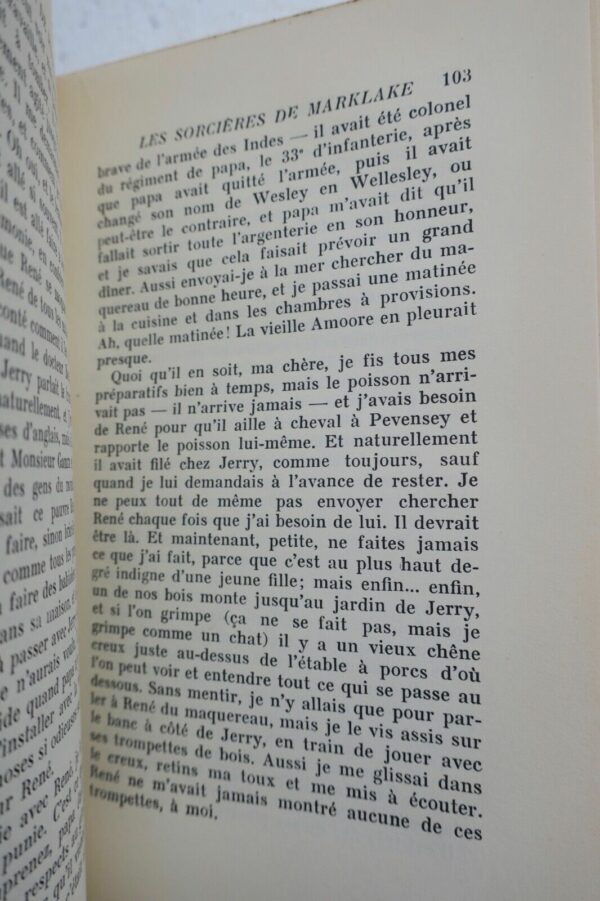 LES SORCIÈRES DE MARKLAKE 103
brave de l'armée des Indes — il avait été colonel
du régiment de papa, le 33e d'infanterie, après
que papa avait quitté l'armée, puis il avait
changé son nom de Wesley en Wellesley, ou
peut-être le contraire, et papa m'avait dit qu'il
fallait sortir toute l'argenterie en son honneur,
et je savais que cela faisait prévoir un grand
dîner. Aussi envoyai-je à la mer chercher du ma-
quereau de bonne heure, et je passai une matinée
à la cuisine et dans les chambres à provisions.
Ah, quelle matinée! La vieille Amoore en pleurait
presque.
Quoi qu'il en soit, ma chère, je fis tous mes
préparatifs bien à temps, mais le poisson n'arri-
vait pas — il n'arrive jamais — et j'avais besoin
de René pour qu'il aille à cheval à Pevensey et
rapporte le poisson lui-même. Et naturellement
il avait filé chez Jerry, comme toujours, sauf
quand je lui demandais à l'avance de rester. Je
ne peux tout de même pas envoyer chercher
René chaque fois que j'ai besoin de lui. Il devrait
être là. Et maintenant, petite, ne faites jamais
ce que j'ai fait, parce que c'est au plus haut de-
gré indigne d'une jeune fille; mais enfin... enfin,
un de nos bois monte jusqu'au jardin de Jerry,
et si l'on grimpe (ça ne se fait pas, mais je
grimpe comme un chat) il y a un vieux chêne
creux juste au-dessus de l'étable à porcs d'où
l'on peut voir et entendre tout ce qui se passe au
dessous. Sans mentir, je n'y allais que pour par-
ler à René du maquereau, mais je le vis assis sur
le banc à côté de Jerry, en train de jouer avec
ses trompettes de bois. Aussi je me glissai dans
le creux, retins ma toux et me mis à écouter.
René ne m'avait jamais montré aucune de ces
trompettes, à moi.